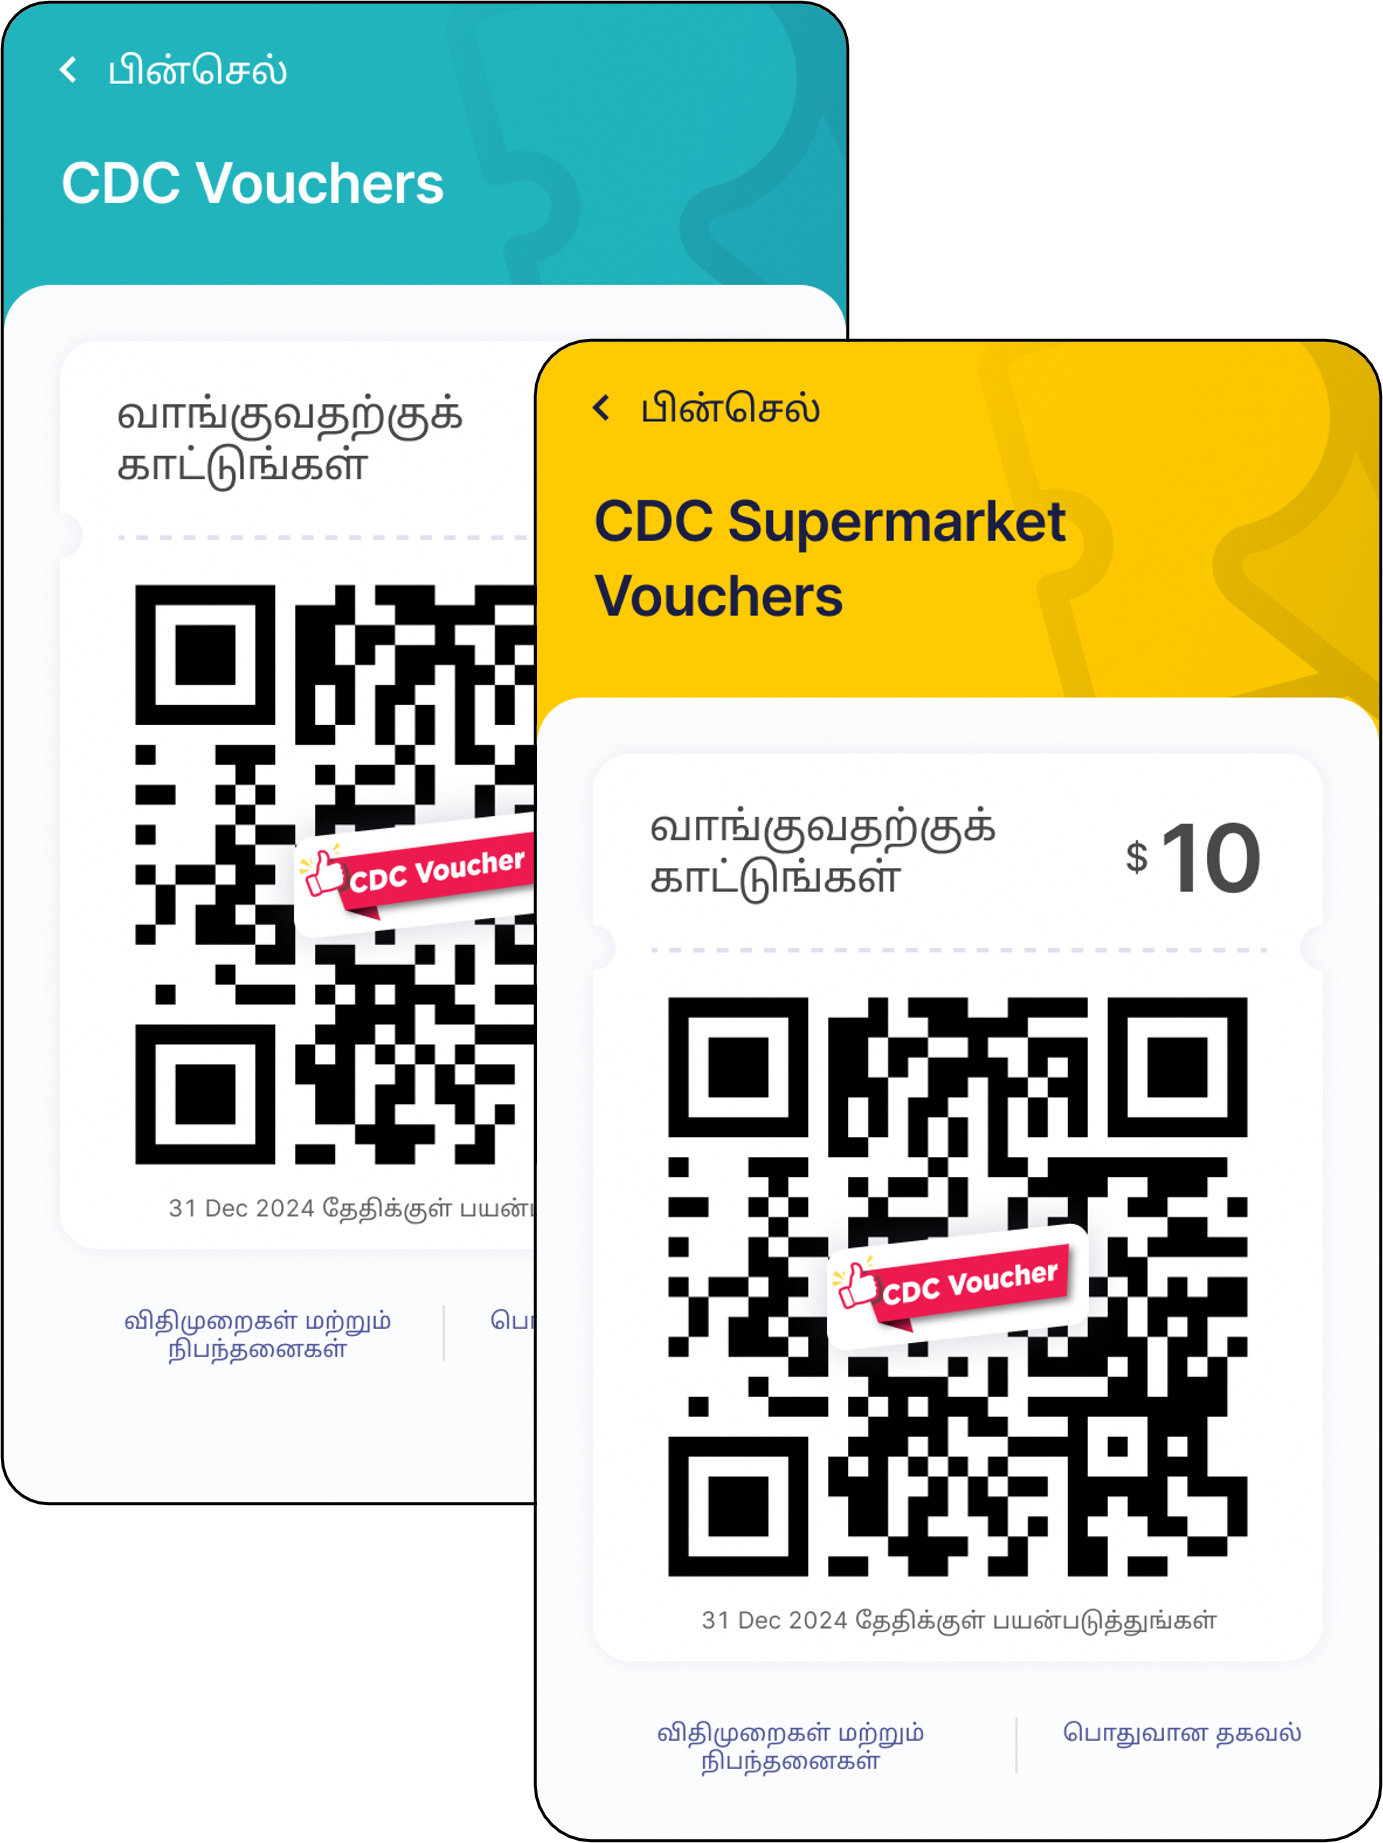 பின்செல்
CDC Vouchers
வாங்குவதற்குக்
காட்டுங்கள்
CDC Voucher
31 Dec 2024 தேதிக்குள்
விதிமுறைகள் மற்றும்
நிபந்தனைகள்
பின்செல்
CDC Supermarket
Vouchers
வாங்குவதற்குக்
காட்டுங்கள்
$ 10
CDC Voucher
31 Dec 2024 தேதிக்குள் பயன்படுத்துங்கள்
விதிமுறைகள் மற்றும்
நிபந்தனைகள்
பொதுவான தகவல்